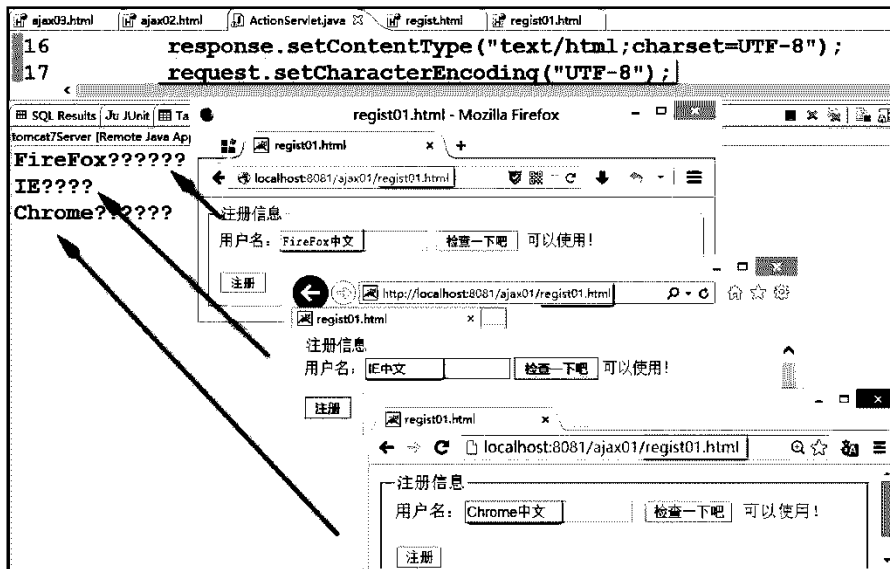 ajax03.html ajax02.html ActionServlet.java regist.html regist01.html
16 response.setContentType("text/html;charset=UTF-8");
17 request.setCharacterEncoding("UTF-8");
SQL Results Ju JUnit Ta
tomcat7Server [Remote Java Ap
FireFox??????
IE????
Chrome??????
regist01.html - Mozilla Firefox
regist01.html
localhost:8081/ajax01/regist01.html
注册信息
用户名: FireFox中文 检查一下吧 可以使用!
注册
http://localhost:8081/ajax01/regist01.html
regist01.html
注册信息
用户名: IE中文 检查一下吧 可以使用!
注册
regist01.html
localhost:8081/ajax01/regist01.html
注册信息
用户名: Chrome中文 检查一下吧 可以使用!
注册